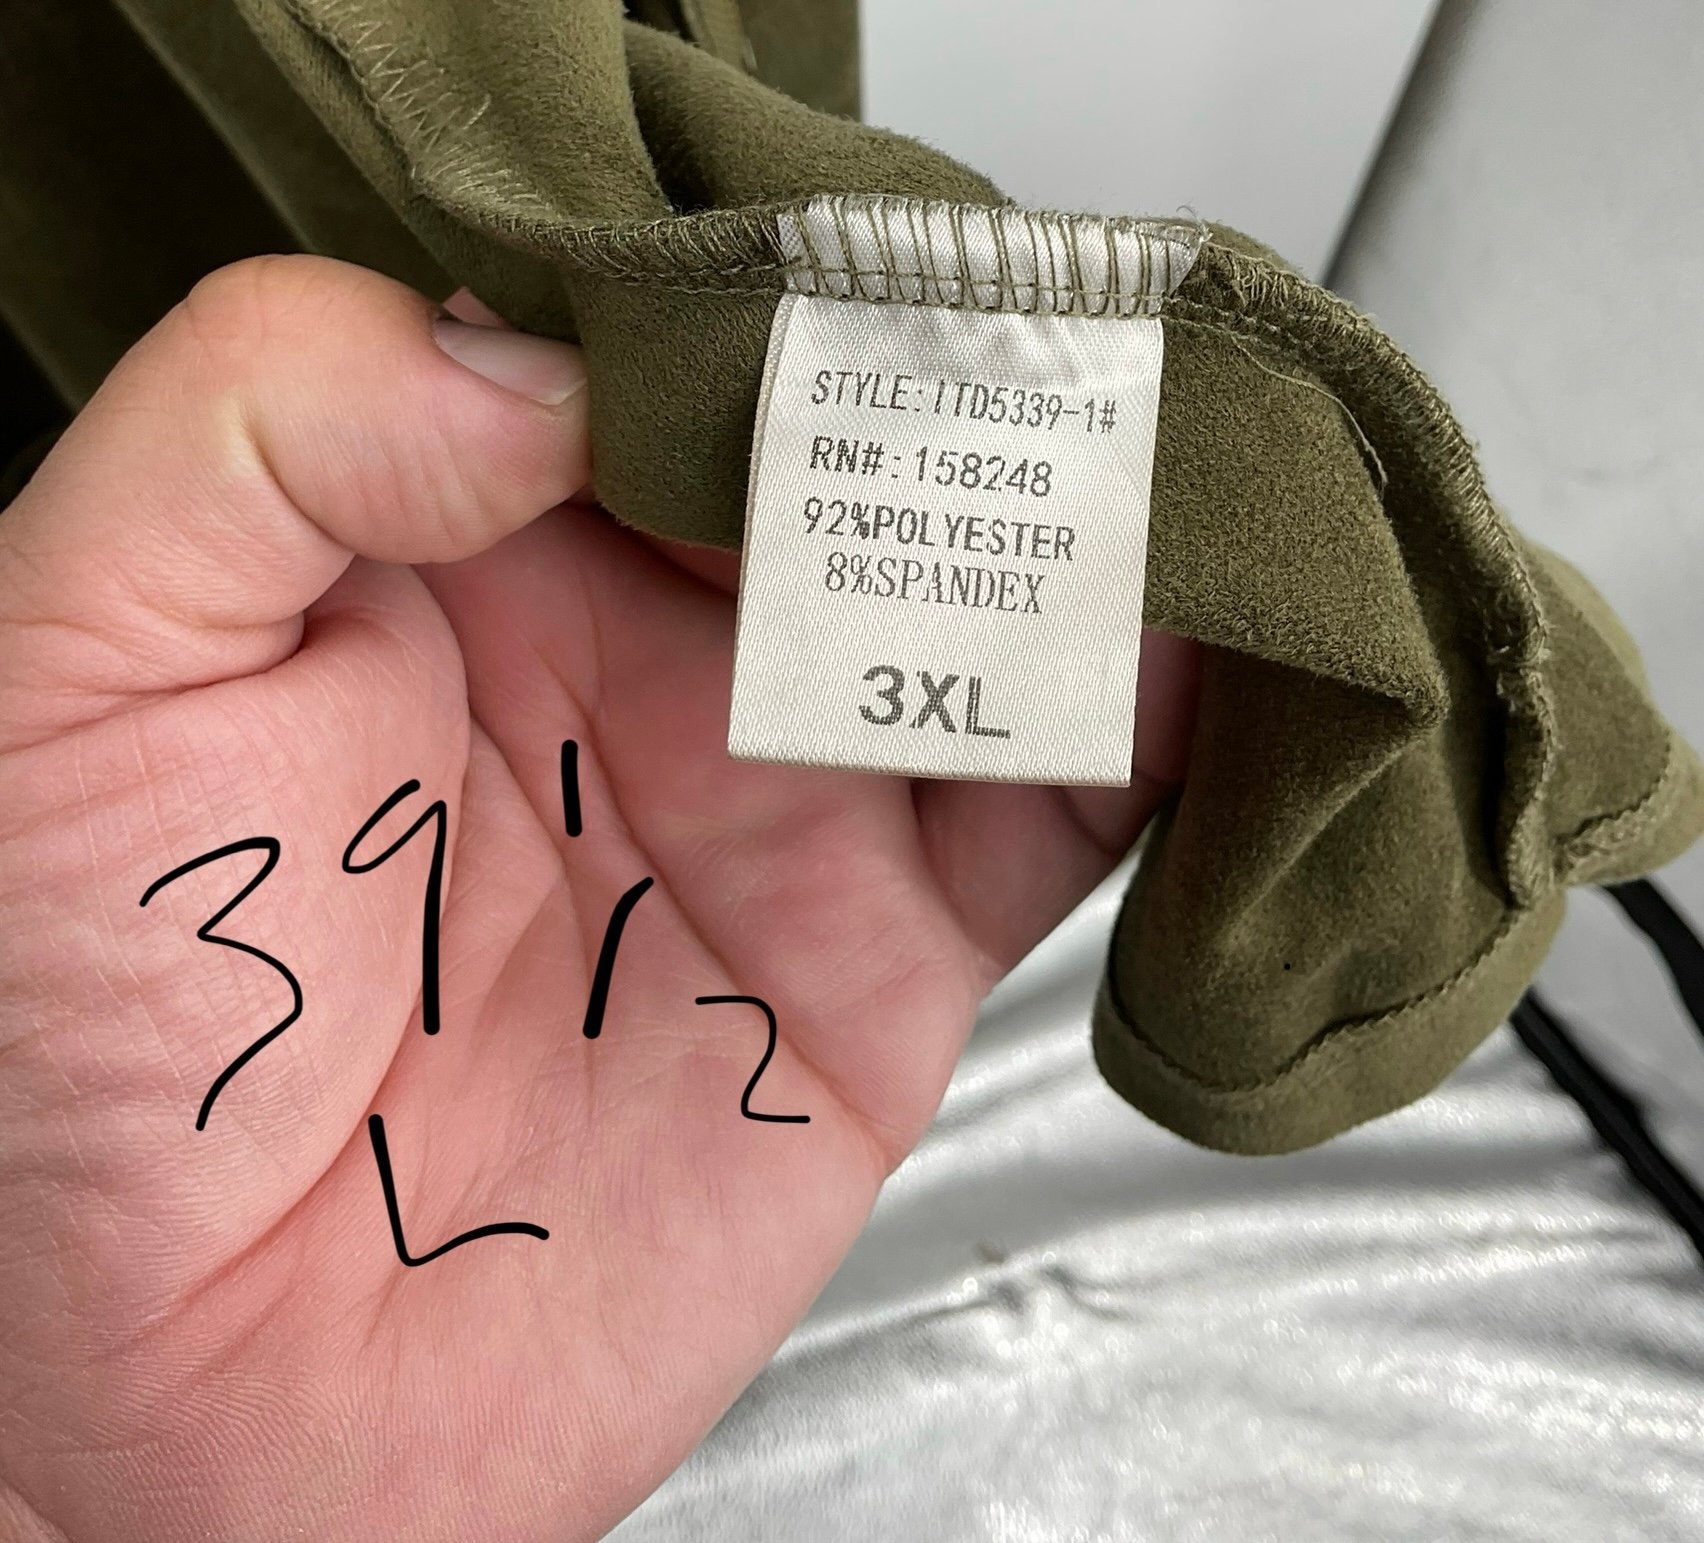 STYLE:ITD5339-1#
RN#:158248
92%POLYESTER
8%SPANDEX
3XL
39 1/2
L